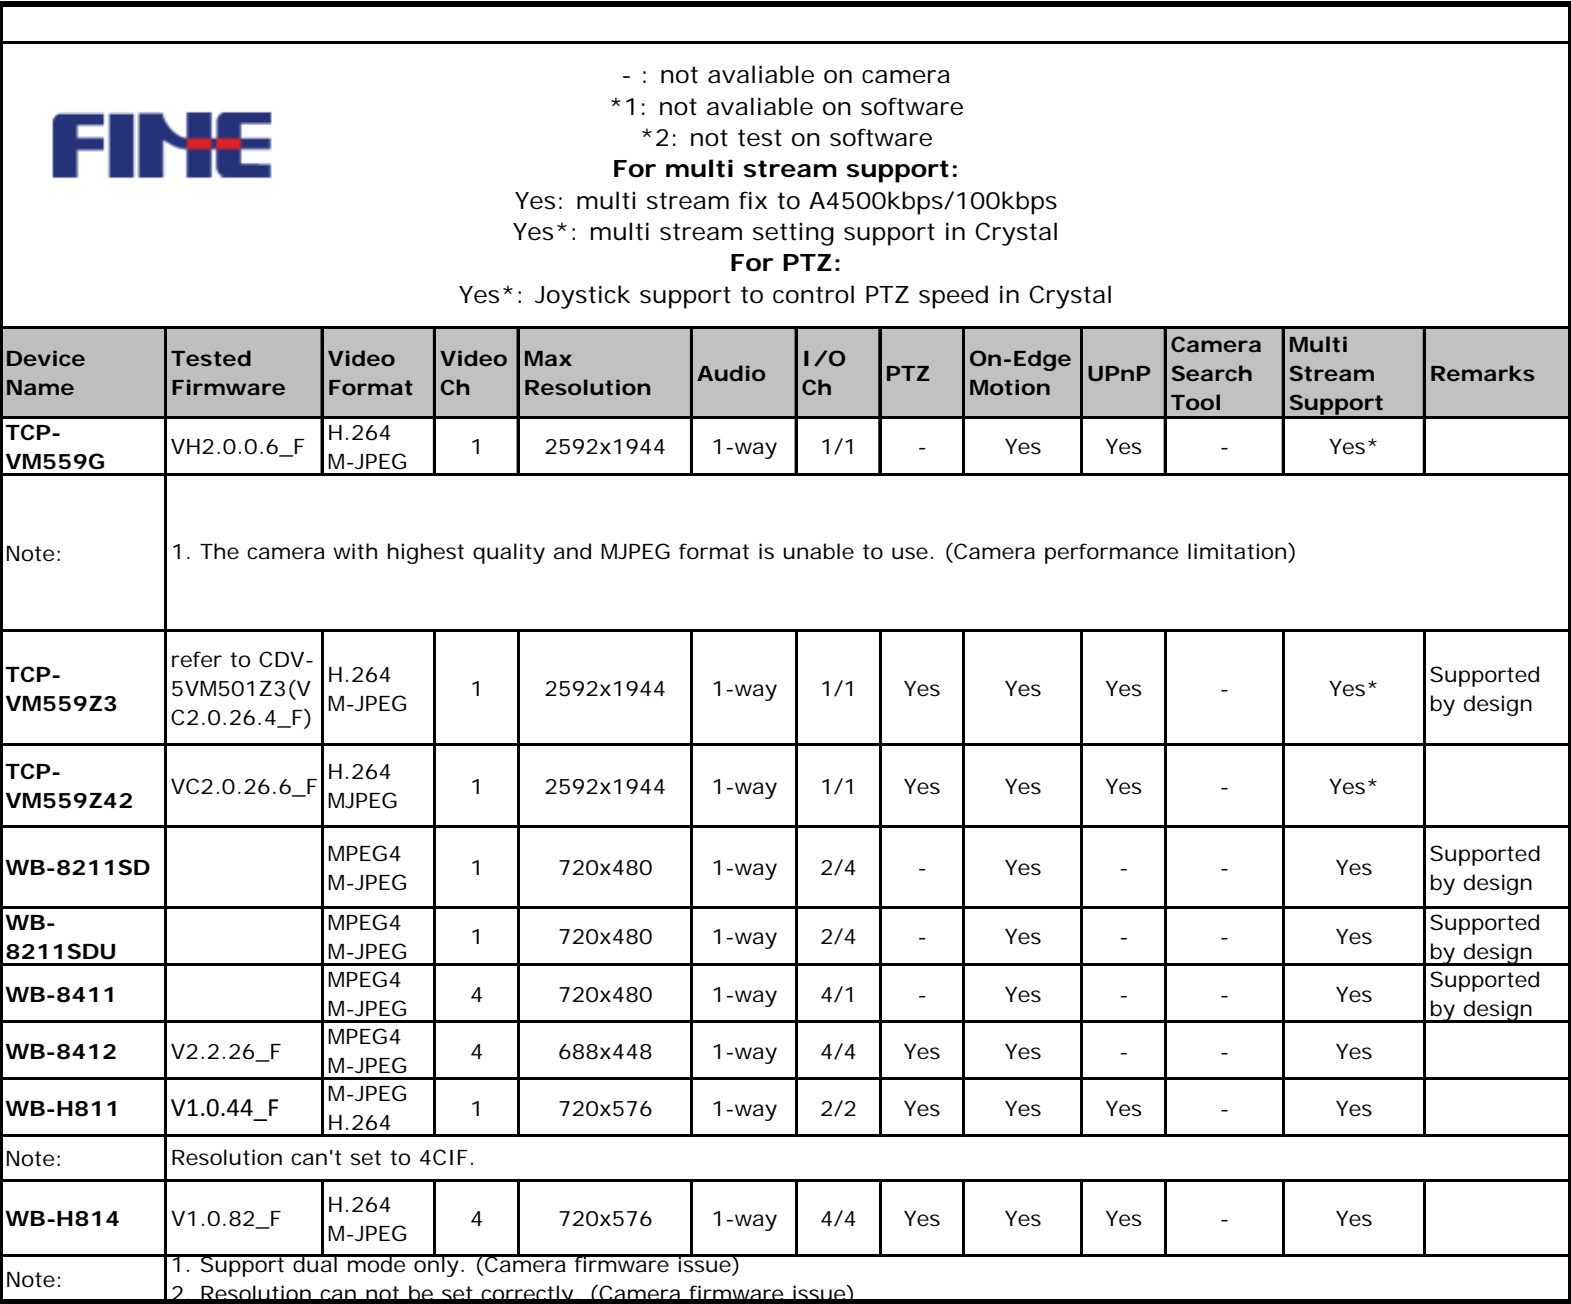 FINE
- : not avaliable on camera
*1: not avaliable on software
*2: not test on software
For multi stream support:
Yes: multi stream fix to A4500kbps/100kbps
Yes*: multi stream setting support in Crystal
For PTZ:
Yes*: Joystick support to control PTZ speed in Crystal
Device Name Tested Firmware Video Format Video Ch Max Resolution Audio I/O Ch PTZ On-Edge Motion UPnP Camera Search Tool Multi Stream Support Remarks
TCP-VM559G VH2.0.0.6_F H.264 M-JPEG 1 2592x1944 1-way 1/1 - Yes Yes - Yes*
Note: 1. The camera with highest quality and MJPEG format is unable to use. (Camera performance limitation)
TCP-VM559Z3 refer to CDV-5VM501Z3(VC2.0.26.4_F) H.264 M-JPEG 1 2592x1944 1-way 1/1 Yes Yes Yes - Yes* Supported by design
TCP-VM559Z42 VC2.0.26.6_F H.264 MJPEG 1 2592x1944 1-way 1/1 Yes Yes Yes - Yes*
WB-8211SD MPEG4 M-JPEG 1 720x480 1-way 2/4 - Yes - - Yes Supported by design
WB-8211SDU MPEG4 M-JPEG 1 720x480 1-way 2/4 - Yes - - Yes Supported by design
WB-8411 MPEG4 M-JPEG 4 720x480 1-way 4/1 - Yes - - Yes Supported by design
WB-8412 V2.2.26_F MPEG4 M-JPEG 4 688x448 1-way 4/4 Yes Yes - - Yes
WB-H811 V1.0.44_F M-JPEG H.264 1 720x576 1-way 2/2 Yes Yes Yes - Yes
Note: Resolution can't set to 4CIF.
WB-H814 V1.0.82_F H.264 M-JPEG 4 720x576 1-way 4/4 Yes Yes Yes - Yes
Note: 1. Support dual mode only. (Camera firmware issue)
2. Resolution can not be set correctly. (Camera firmware issue)